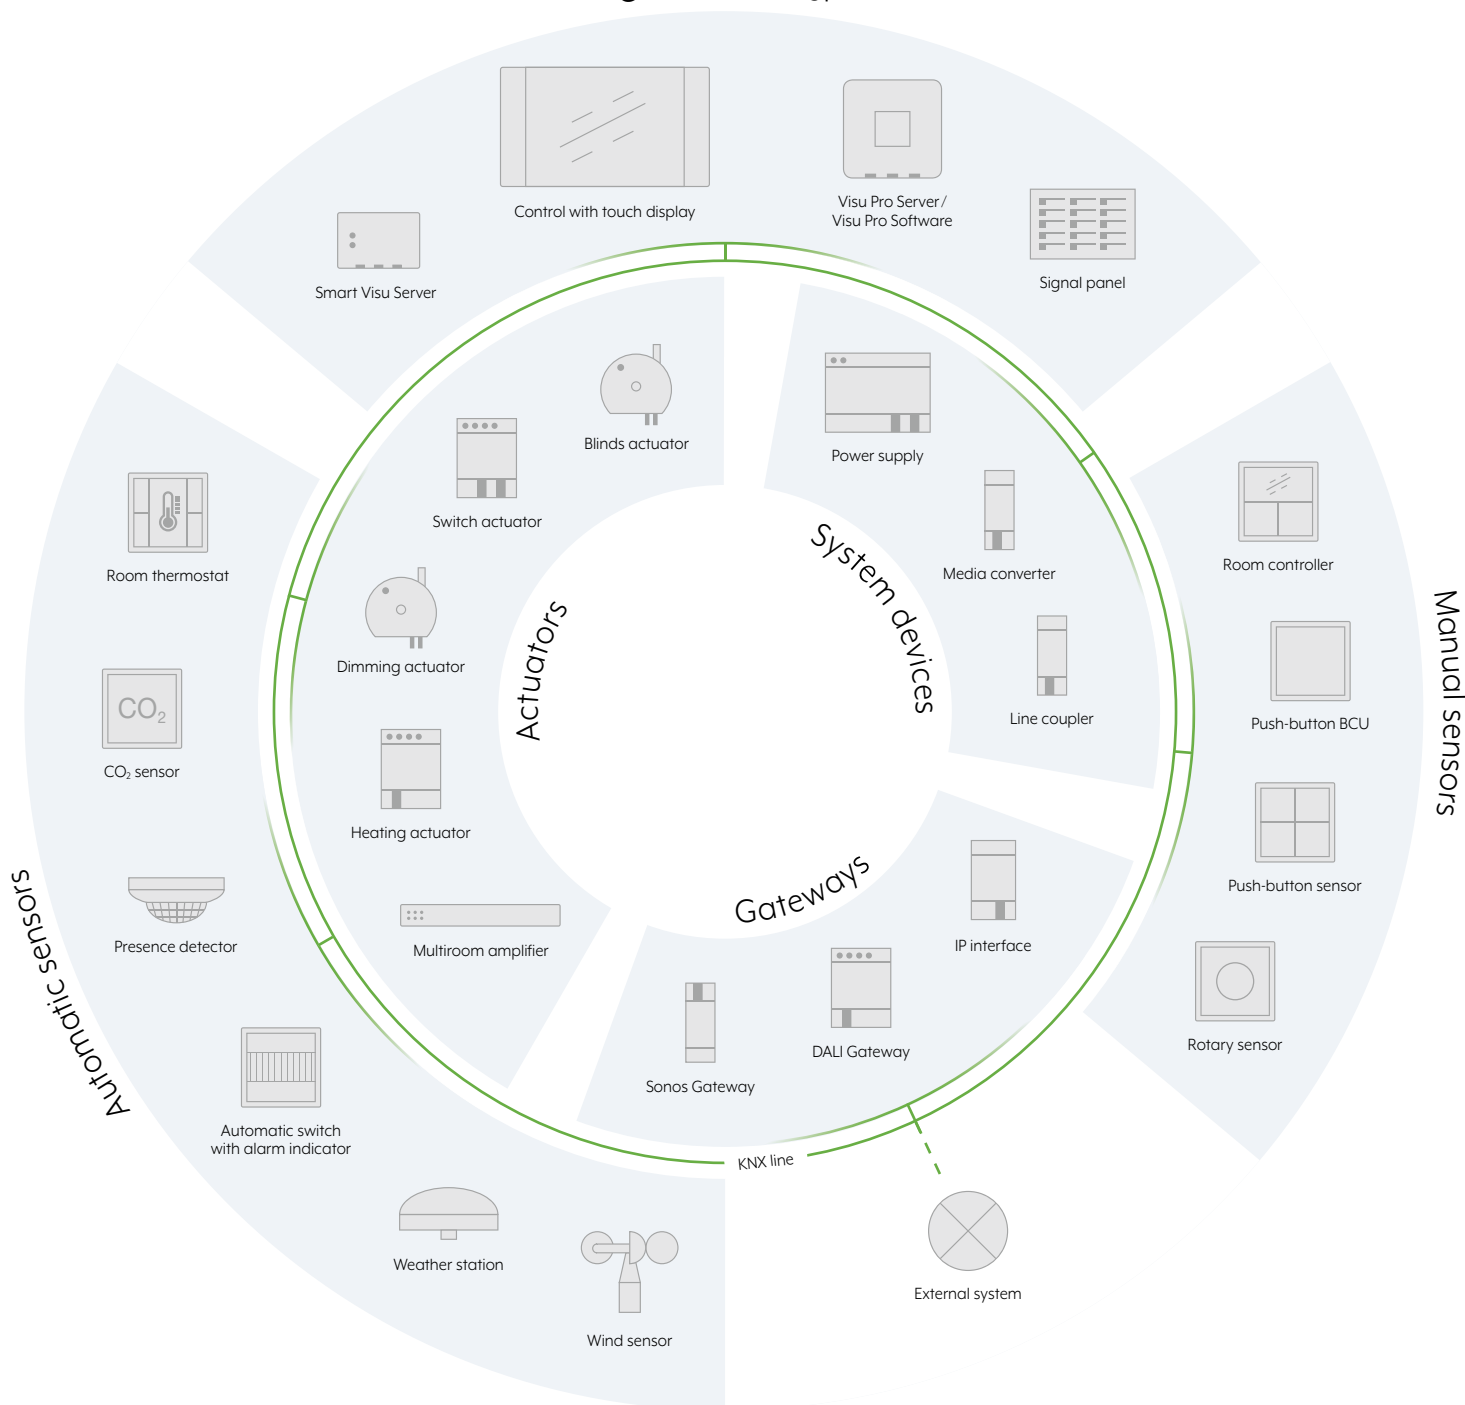 Control with touch display
Visu Pro Server/
Visu Pro Software
Smart Visu Server
Signal panel
Blinds actuator
Switch actuator
Dimming actuator
Heating actuator
Multiroom amplifier
Actuators
Power supply
Media converter
Line coupler
System devices
IP interface
DALI Gateway
Sonos Gateway
Gateways
Room controller
Push-button BCU
Push-button sensor
Rotary sensor
Manual sensors
Room thermostat
CO₂
CO₂ sensor
Presence detector
Automatic switch
with alarm indicator
Weather station
Wind sensor
Automatic sensors
KNX line
External system